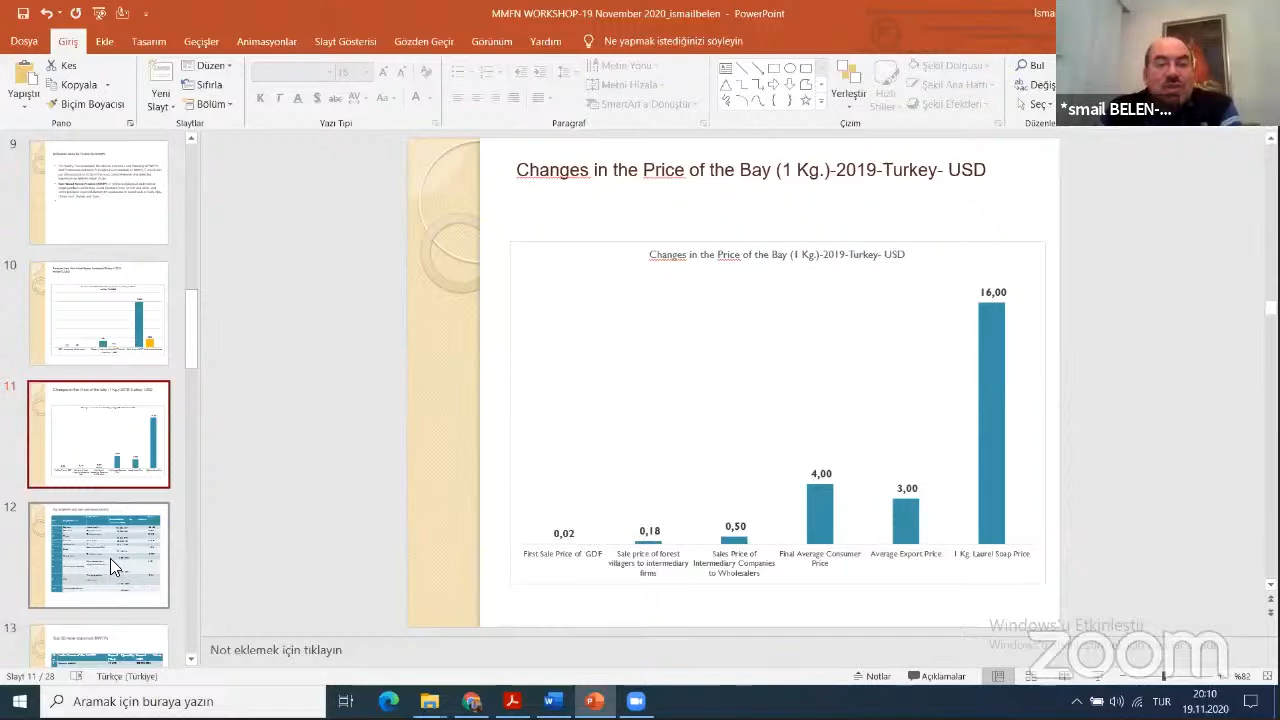 MMFN WORKSHOP-19 November 2020_ismailbelen - PowerPoint
Isma
Dosya Giriş Ekle Tasarım Geçişler Animasyonlar Slayt Gösterisi Gözden Geçir Görünüm Yardım Ne yapmak istediğinizi söyleyin
Yapıştır
Kes
Kopyala
Biçim Boyacısı
Pano
Yeni Slayt
Düzen
Sıfırla
Bölüm
Slaytlar
16
K T A S abc
Yazı Tipi
Metin Yönü
Metni Hizala
SmartArt'a Dönüştür
Paragraf
Yerleştir
Hızlı Stiller
Şekil Dolgusu
Şekil Ana Hattı
Şekil Efektleri
Çizim
Bul
Değiş
Seç
Düzenle
*smail BELEN-...
9
10
11
12
13
Changes in the Price of the Bay (1 Kg.)-2019-Turkey- USD
Changes in the Price of the Bay (1 Kg.)-2019-Turkey- USD
16,00
4,00
3,00
0,50
0,18
0,02
First Sale Price of GDF
Sale price of forest villagers to intermediary firms
Sales Price of Intermediary Companies to Wholesalers
Final Average Consumer Price
Average Export Price
1 Kg. Laurel Soap Price
Windows'u Etkinleştir
zoom
Not eklemek için tıklayın
Slayt 11 / 28 Türkçe (Türkiye) Notlar Açıklamalar %82
Aramak için buraya yazın
TUR
20:10
19.11.2020